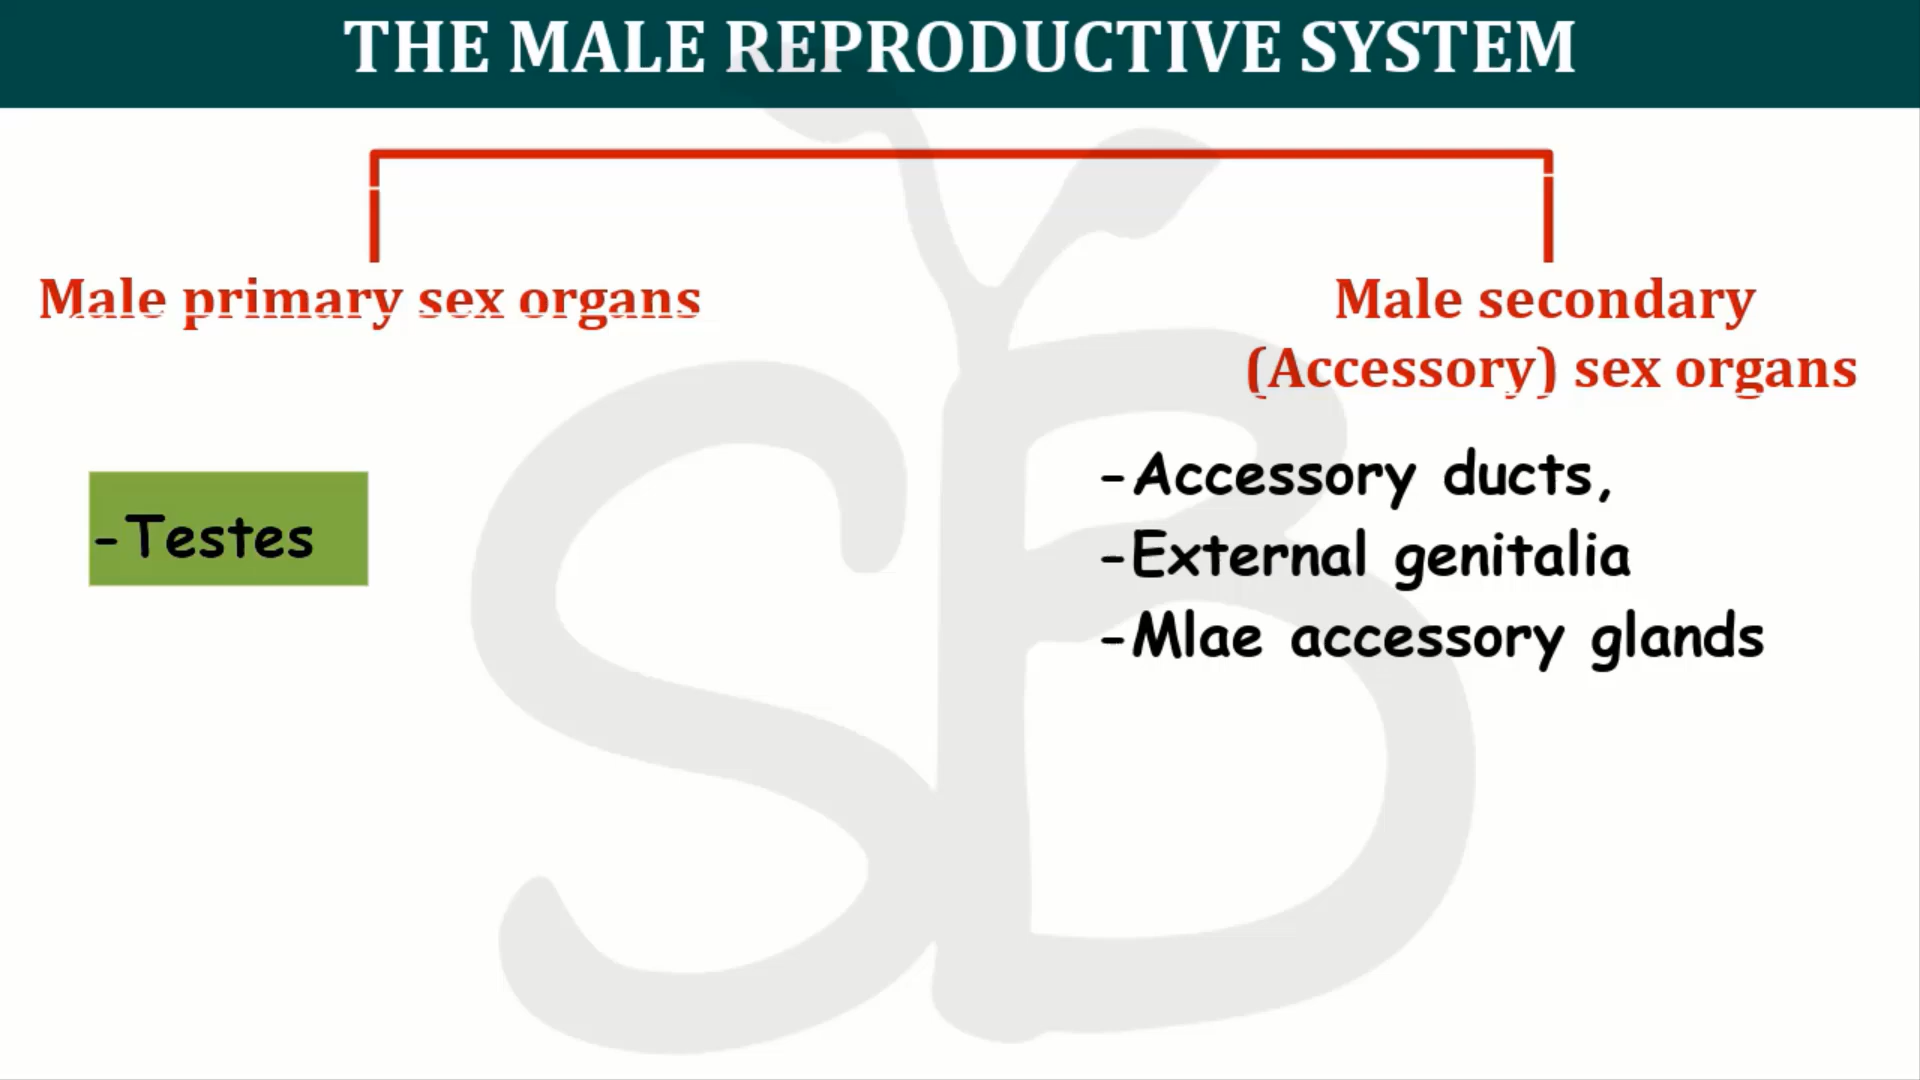 THE MALE REPRODUCTIVE SYSTEM
Male primary sex organs
-Testes
Male secondary
(Accessory) sex organs
-Accessory ducts,
-External genitalia
-Mlae accessory glands
SB